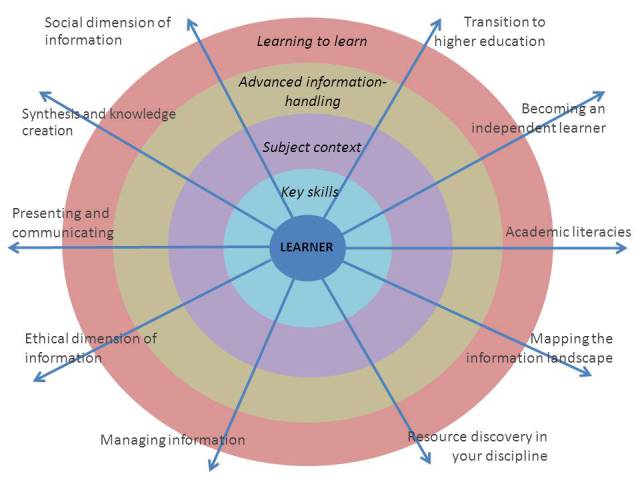 Social dimension of
information
Transition to
higher education
Learning to learn
Advanced information-
handling
Synthesis and knowledge
creation
Becoming an
independent learner
Subject context
Key skills
Presenting and
communicating
LEARNER
Academic literacies
Ethical dimension of
information
Mapping the
information landscape
Managing information
Resource discovery in
your discipline